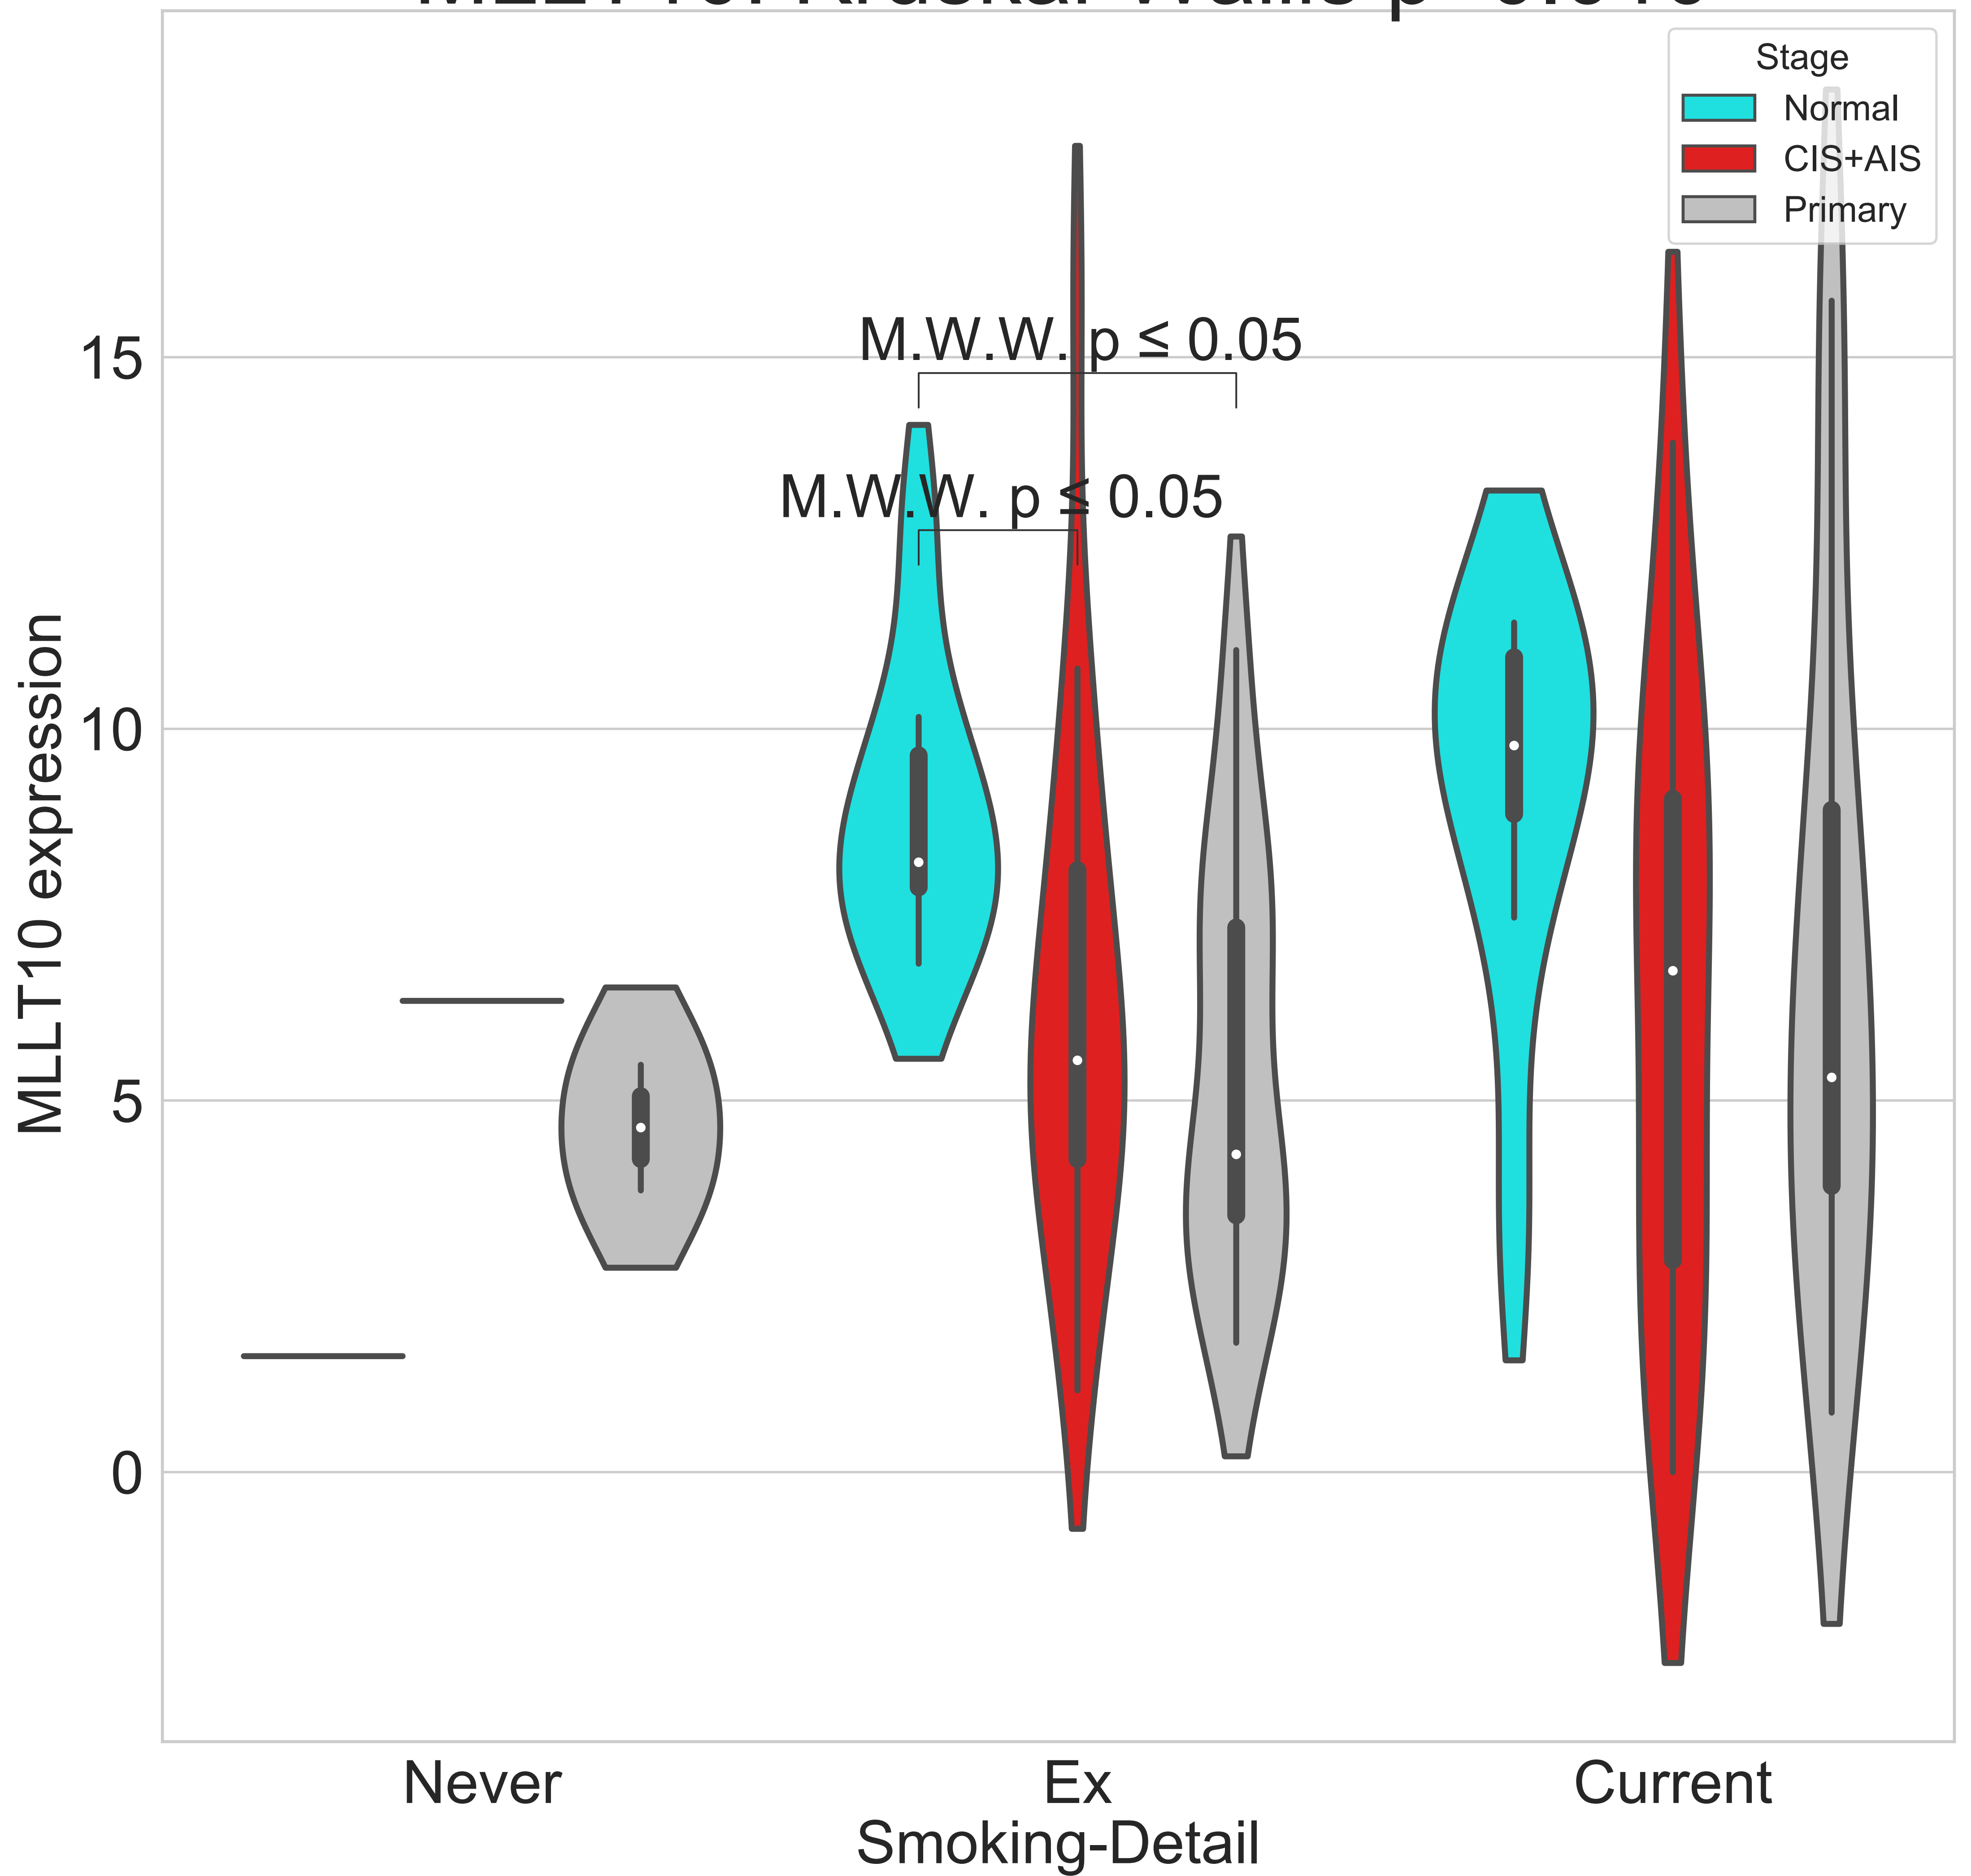 Stage
Normal
CIS+AIS
Primary
M.W.W. p ≤ 0.05
M.W.W. p ≤ 0.05
15
10
5
0
MLLT10 expression
Never
Ex
Current
Smoking-Detail